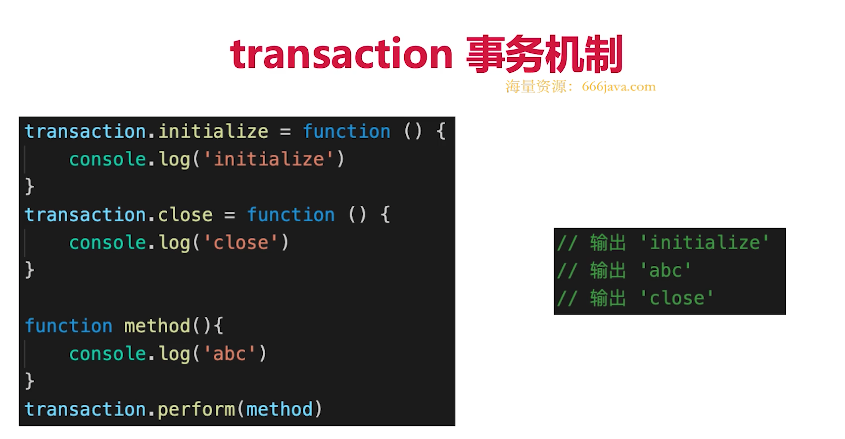 transaction 事务机制
海量资源：666java.com
transaction.initialize = function () {
    console.log('initialize')
}
transaction.close = function () {
    console.log('close')
}
function method(){
    console.log('abc')
}
transaction.perform(method)
// 输出 'initialize'
// 输出 'abc'
// 输出 'close'